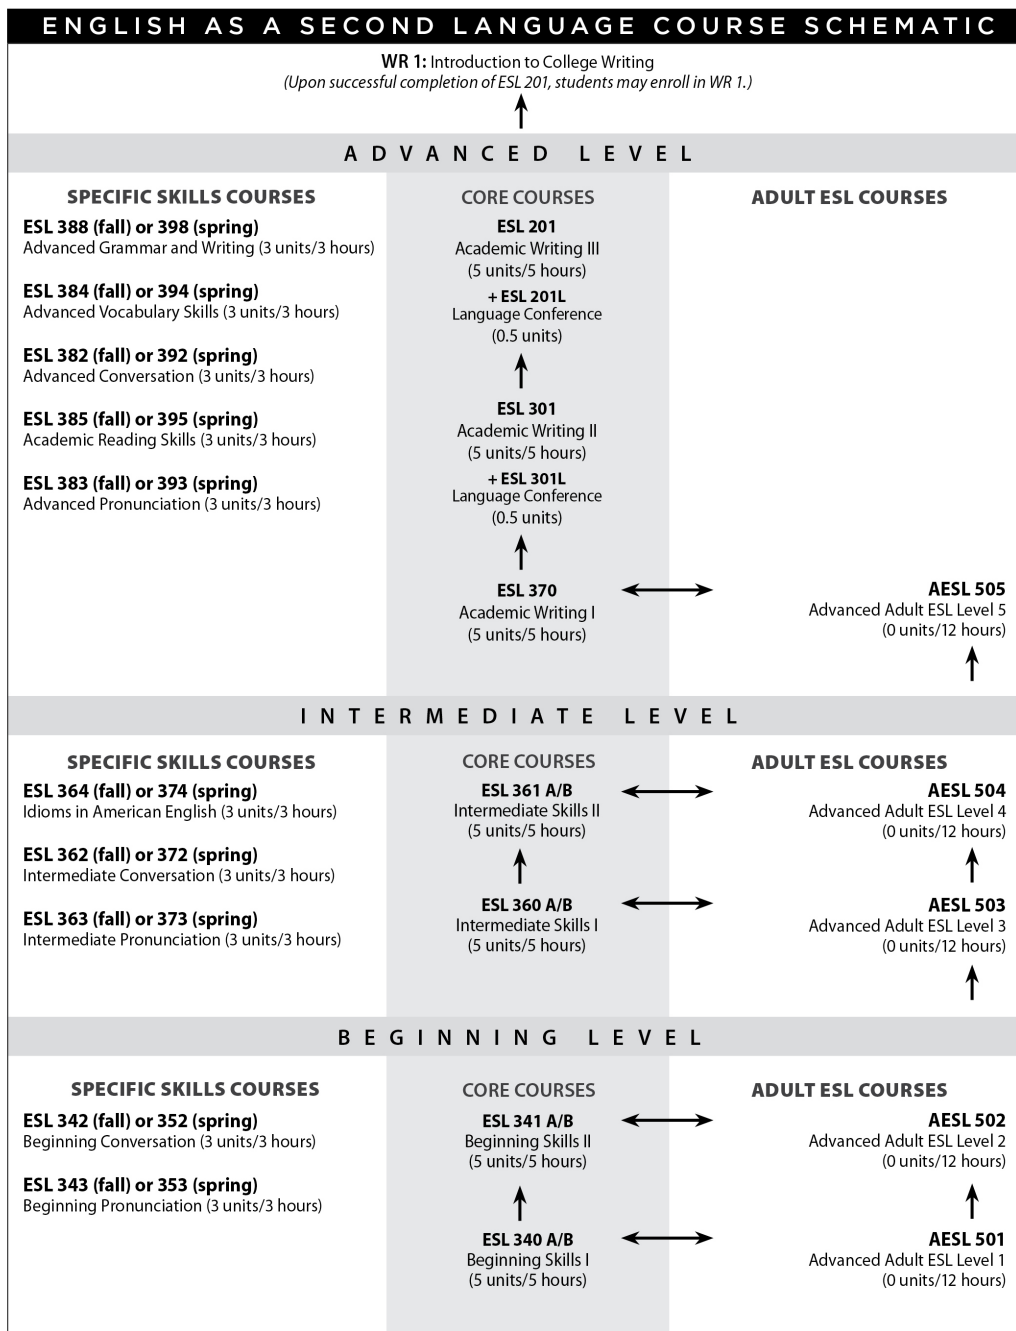 ENGLISH AS A SECOND LANGUAGE COURSE SCHEMATIC
WR 1: Introduction to College Writing
(Upon successful completion of ESL 201, students may enroll in WR 1.)
ADVANCED LEVEL
SPECIFIC SKILLS COURSES
ESL 388 (fall) or 398 (spring)
Advanced Grammar and Writing (3 units/3 hours)
ESL 384 (fall) or 394 (spring)
Advanced Vocabulary Skills (3 units/3 hours)
ESL 382 (fall) or 392 (spring)
Advanced Conversation (3 units/3 hours)
ESL 385 (fall) or 395 (spring)
Academic Reading Skills (3 units/3 hours)
ESL 383 (fall) or 393 (spring)
Advanced Pronunciation (3 units/3 hours)
CORE COURSES
ESL 201
Academic Writing III
(5 units/5 hours)
+ ESL 201L
Language Conference
(0.5 units)
ESL 301
Academic Writing II
(5 units/5 hours)
+ ESL 301L
Language Conference
(0.5 units)
ESL 370
Academic Writing I
(5 units/5 hours)
ADULT ESL COURSES
AESL 505
Advanced Adult ESL Level 5
(0 units/12 hours)
INTERMEDIATE LEVEL
SPECIFIC SKILLS COURSES
ESL 364 (fall) or 374 (spring)
Idioms in American English (3 units/3 hours)
ESL 362 (fall) or 372 (spring)
Intermediate Conversation (3 units/3 hours)
ESL 363 (fall) or 373 (spring)
Intermediate Pronunciation (3 units/3 hours)
CORE COURSES
ESL 361 A/B
Intermediate Skills II
(5 units/5 hours)
ESL 360 A/B
Intermediate Skills I
(5 units/5 hours)
ADULT ESL COURSES
AESL 504
Advanced Adult ESL Level 4
(0 units/12 hours)
AESL 503
Advanced Adult ESL Level 3
(0 units/12 hours)
BEGINNING LEVEL
SPECIFIC SKILLS COURSES
ESL 342 (fall) or 352 (spring)
Beginning Conversation (3 units/3 hours)
ESL 343 (fall) or 353 (spring)
Beginning Pronunciation (3 units/3 hours)
CORE COURSES
ESL 341 A/B
Beginning Skills II
(5 units/5 hours)
ESL 340 A/B
Beginning Skills I
(5 units/5 hours)
ADULT ESL COURSES
AESL 502
Advanced Adult ESL Level 2
(0 units/12 hours)
AESL 501
Advanced Adult ESL Level 1
(0 units/12 hours)